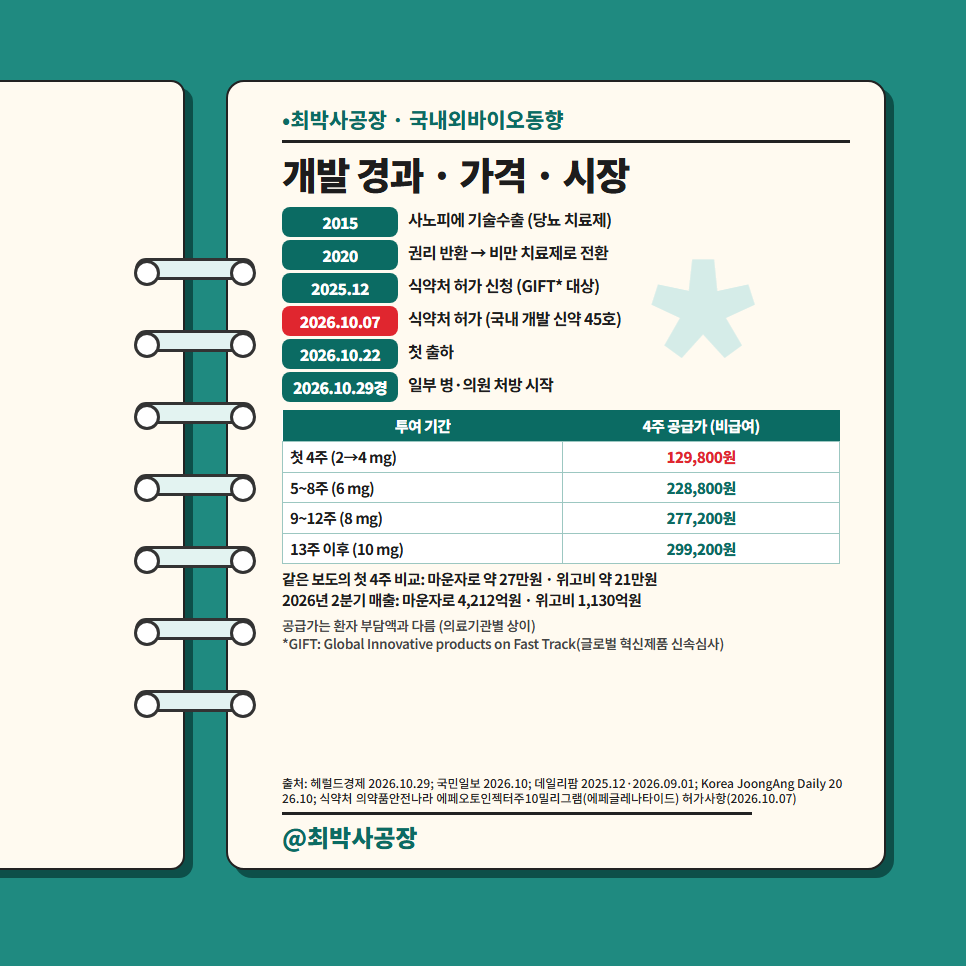 •최박사공장 · 국내외바이오동향
개발 경과 · 가격 · 시장
2015 사노피에 기술수출 (당뇨 치료제)
2020 권리 반환 → 비만 치료제로 전환
2025.12 식약처 허가 신청 (GIFT* 대상)
2026.10.07 식약처 허가 (국내 개발 신약 45호)
2026.10.22 첫 출하
2026.10.29경 일부 병·의원 처방 시작
투여 기간 4주 공급가 (비급여)
첫 4주 (2→4 mg) 129,800원
5~8주 (6 mg) 228,800원
9~12주 (8 mg) 277,200원
13주 이후 (10 mg) 299,200원
같은 보도의 첫 4주 비교: 마운자로 약 27만원 · 위고비 약 21만원
2026년 2분기 매출: 마운자로 4,212억원 · 위고비 1,130억원
공급가는 환자 부담액과 다름 (의료기관별 상이)
*GIFT: Global Innovative products on Fast Track(글로벌 혁신제품 신속심사)
출처: 헤럴드경제 2026.10.29; 국민일보 2026.10; 데일리팜 2025.12·2026.09.01; Korea JoongAng Daily 20
26.10; 식약처 의약품안전나라 에페오토인젝터주10밀리그램(에페글레나타이드) 허가사항(2026.10.07)
@최박사공장